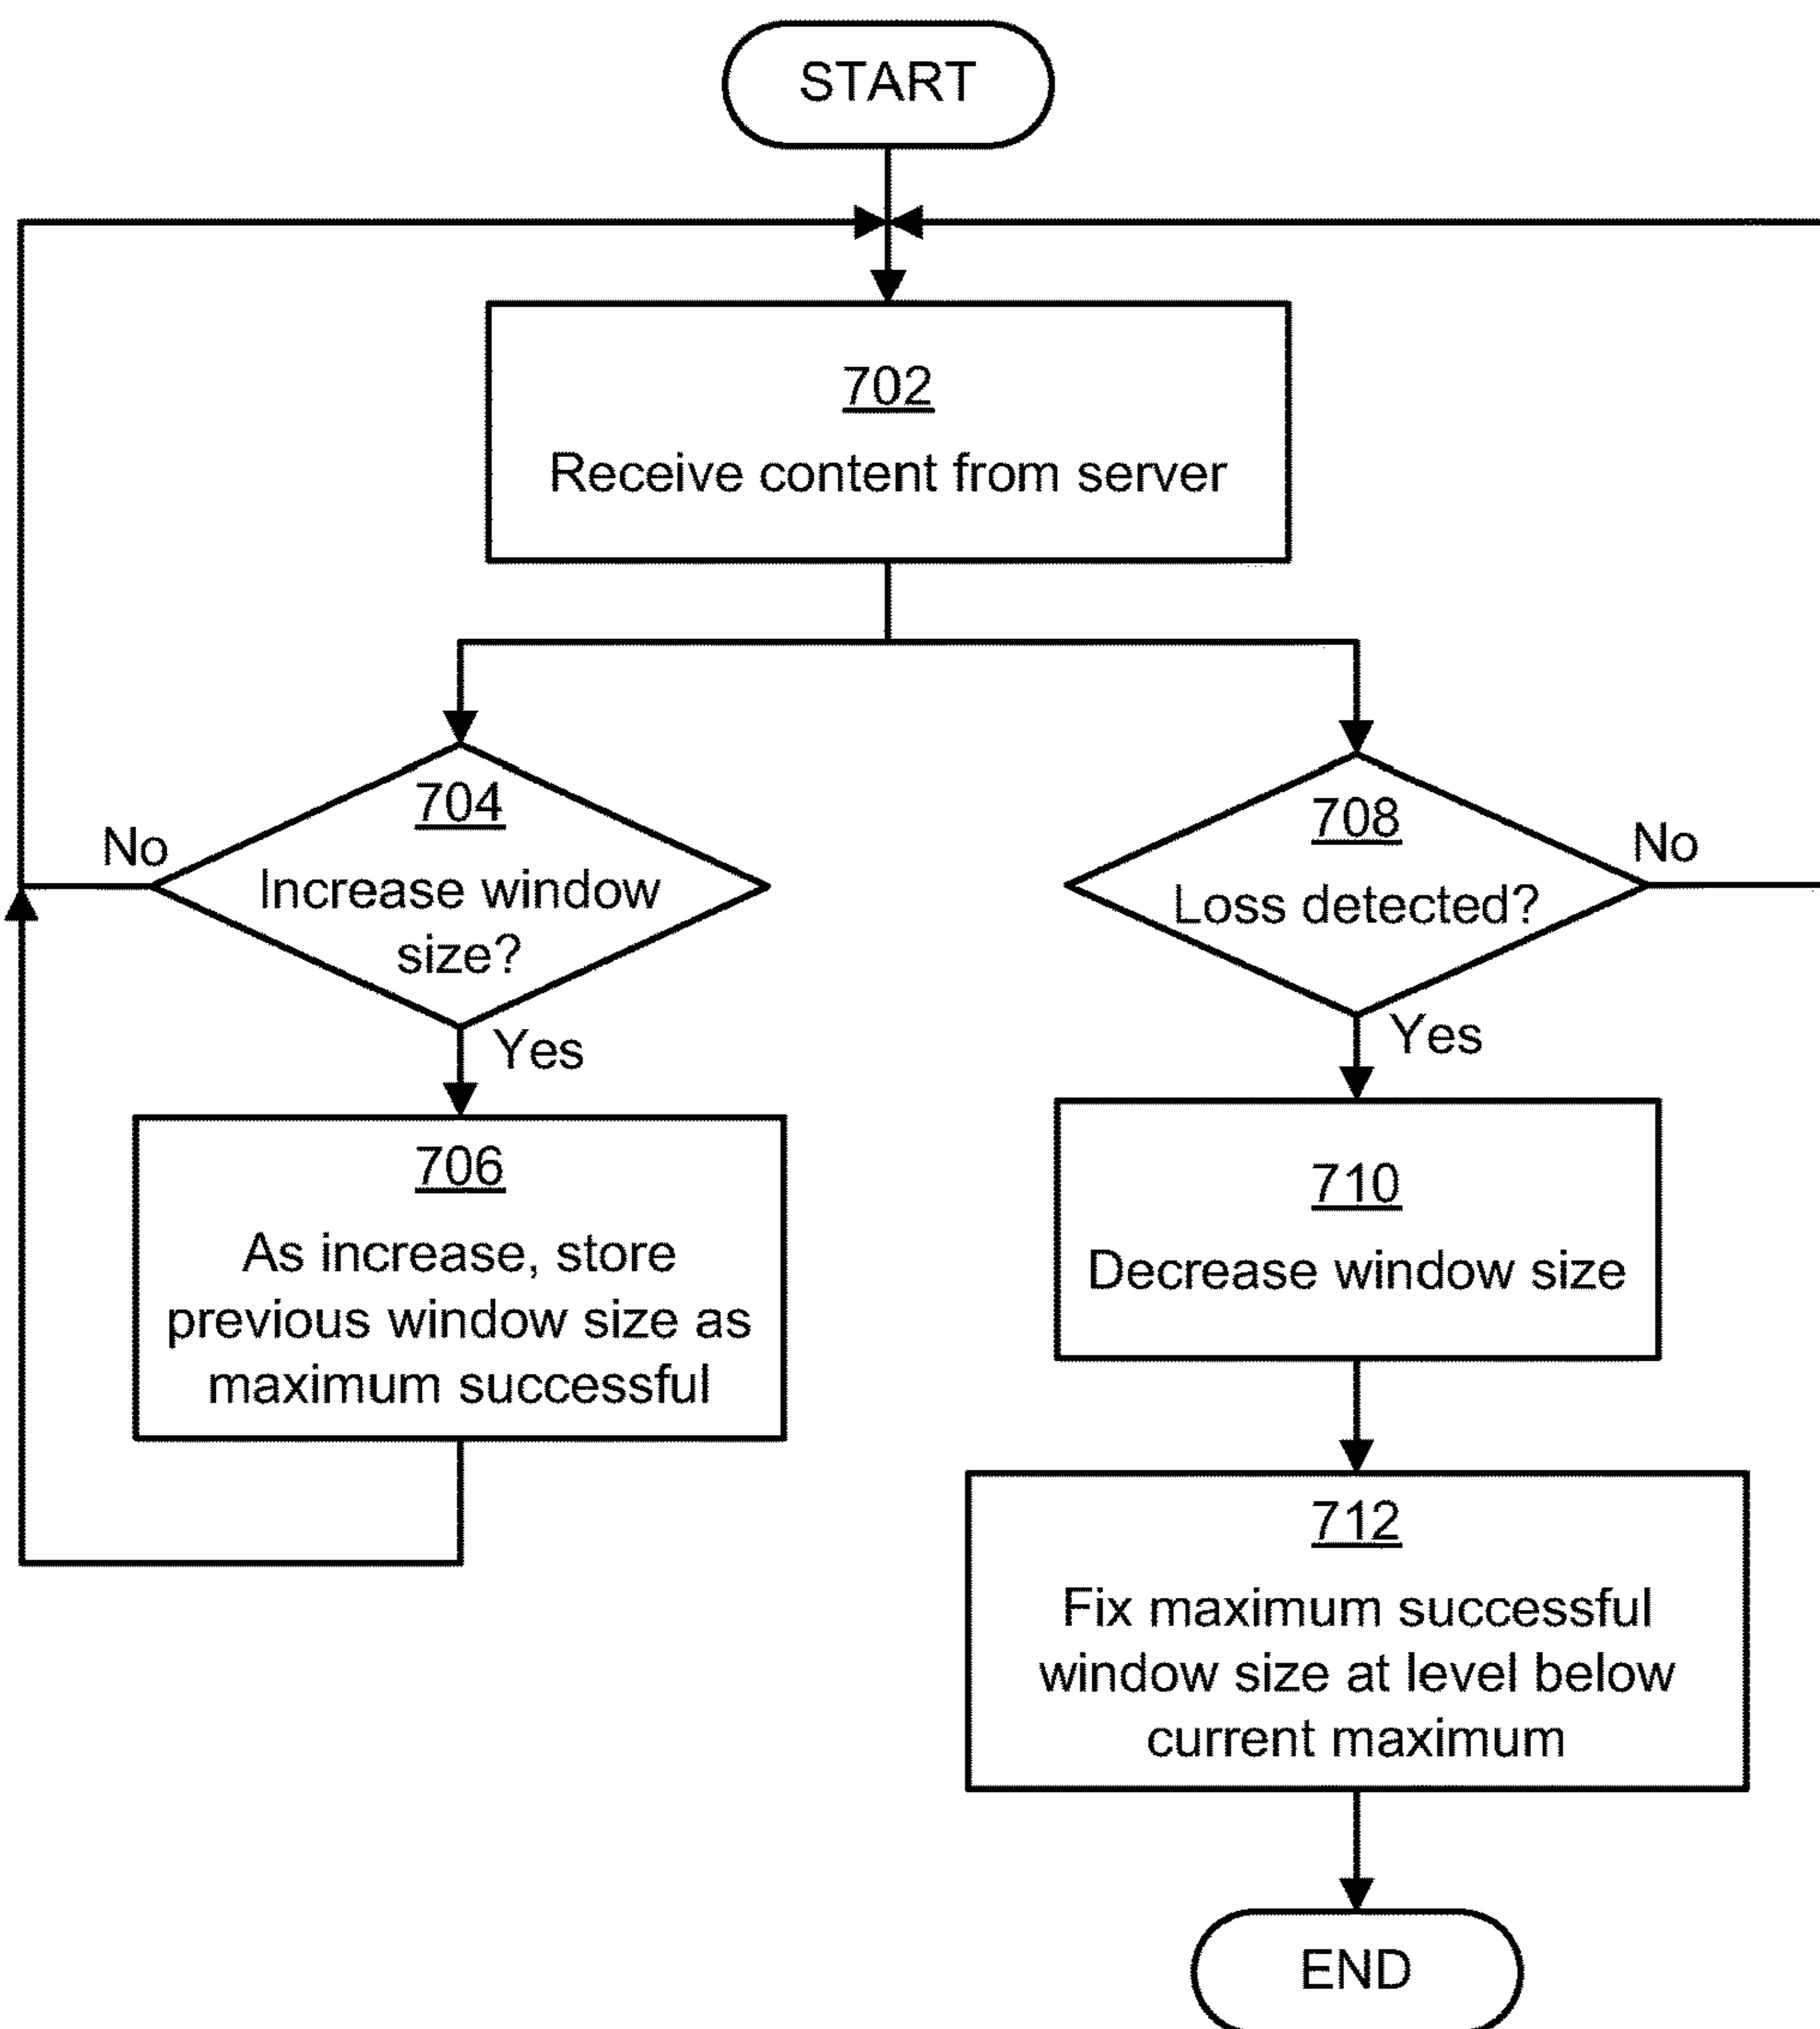 START
702
Receive content from server
704
Increase window
size?
No
Yes
706
As increase, store
previous window size as
maximum successful
708
Loss detected?
No
Yes
710
Decrease window size
712
Fix maximum successful
window size at level below
current maximum
END